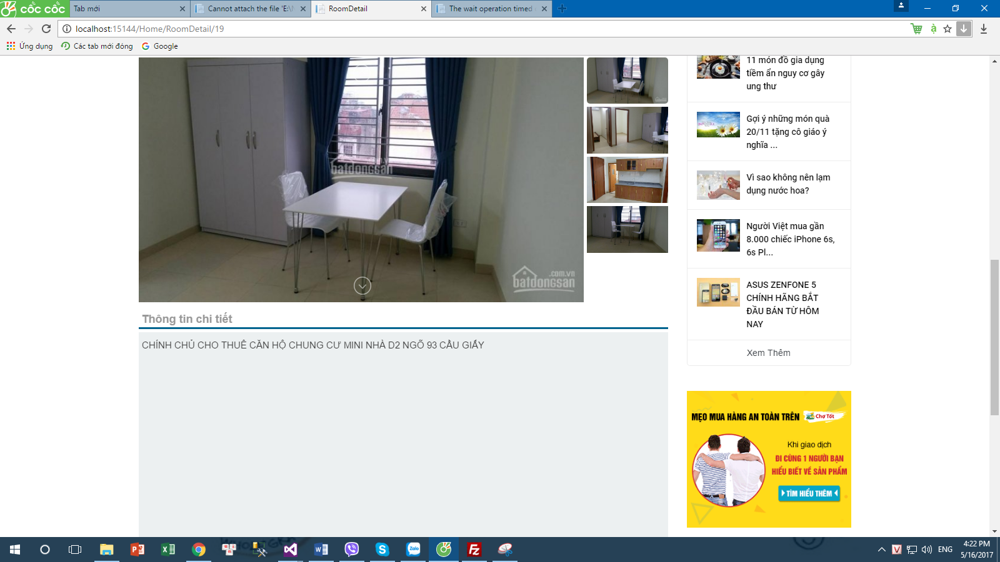 cốc cốc
Tab mới
Cannot attach the file 'E:\N
RoomDetail
The wait operation timed
localhost:15144/Home/RoomDetail/19
Ứng dụng
Các tab mới đóng
Google
batdongsan
.com.vn
batdongsan
11 món đồ gia dụng
tiềm ẩn nguy cơ gây
ung thư
Gợi ý những món quà
20/11 tặng cô giáo ý
nghĩa ...
Vì sao không nên lạm
dụng nước hoa?
Người Việt mua gần
8.000 chiếc iPhone 6s,
6s Pl...
ASUS ZENFONE 5
CHÍNH HÃNG BẮT
ĐẦU BÁN TỪ HÔM
NAY
Xem Thêm
Thông tin chi tiết
CHÍNH CHỦ CHO THUÊ CĂN HỘ CHUNG CƯ MINI NHÀ D2 NGÕ 93 CẦU GIẤY
MẸO MUA HÀNG AN TOÀN TRÊN Chợ Tốt
Khi giao dịch
ĐI CÙNG 1 NGƯỜI BẠN
HIỂU BIẾT VỀ SẢN PHẨM
TÌM HIỂU THÊM
Zalo
ENG
4:22 PM
5/16/2017